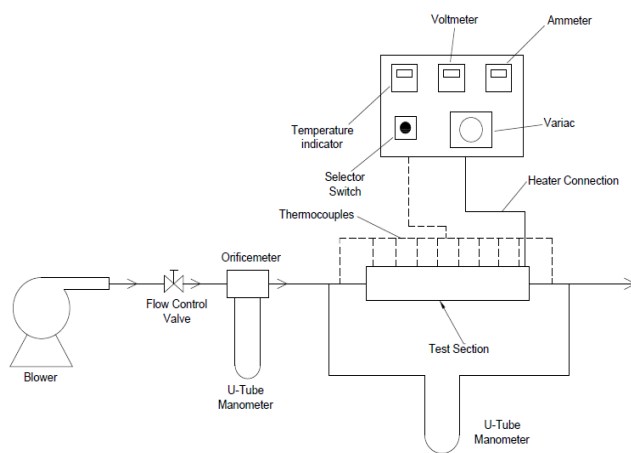 Voltmeter
Ammeter
Temperature
indicator
Variac
Selector
Switch
Heater Connection
Thermocouples
Orificemeter
Flow Control
Valve
Test Section
Blower
U-Tube
Manometer
U-Tube
Manometer